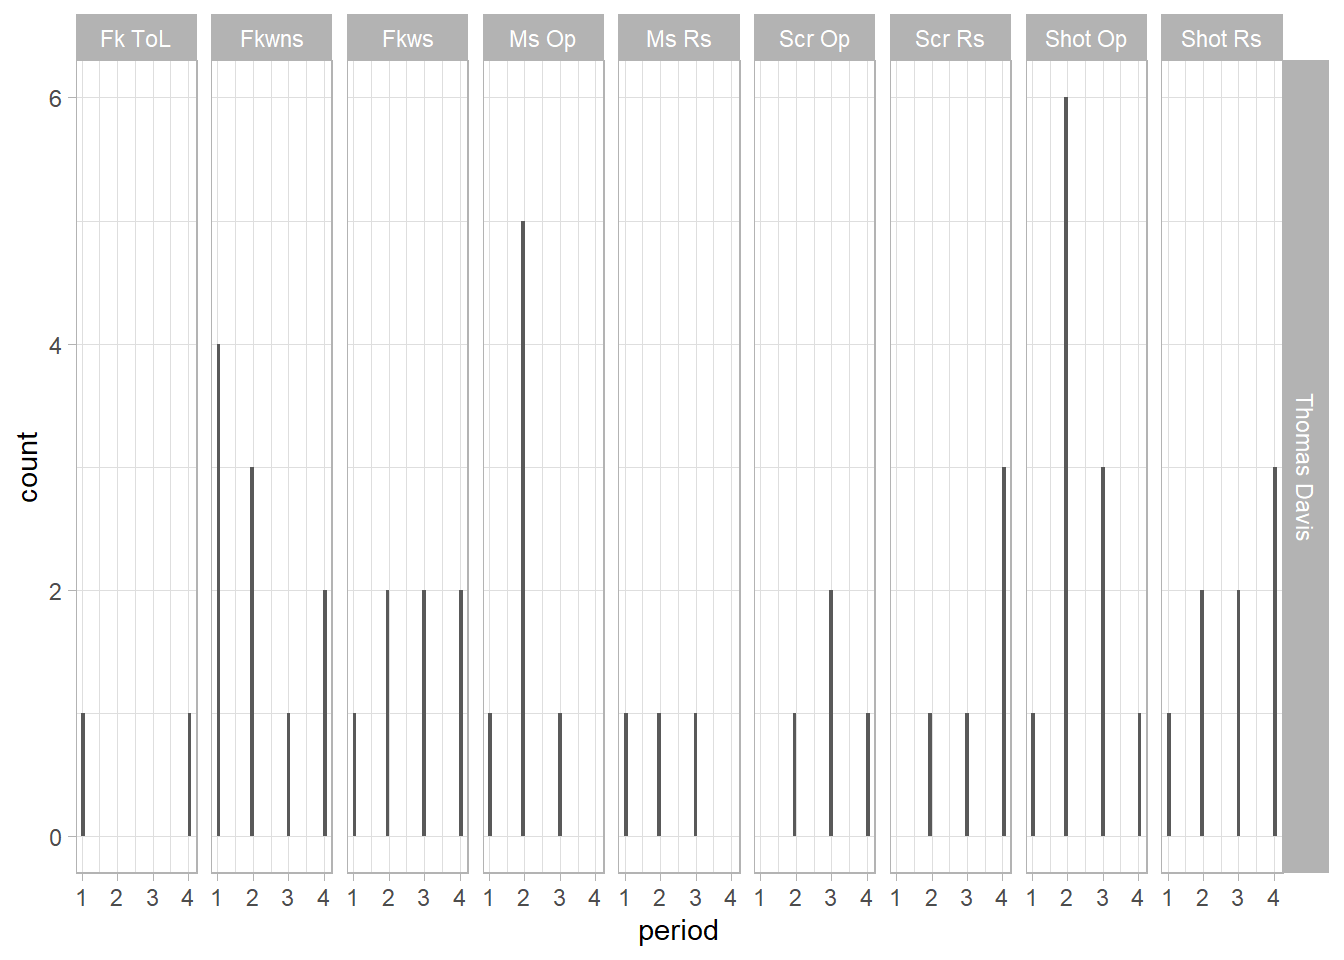 Fk ToL Fkwns Fkws Ms Op Ms Rs Scr Op Scr Rs Shot Op Shot Rs
Thomas Davis
count
6
4
2
0
1 2 3 4 1 2 3 4 1 2 3 4 1 2 3 4 1 2 3 4 1 2 3 4 1 2 3 4 1 2 3 4 1 2 3 4
period